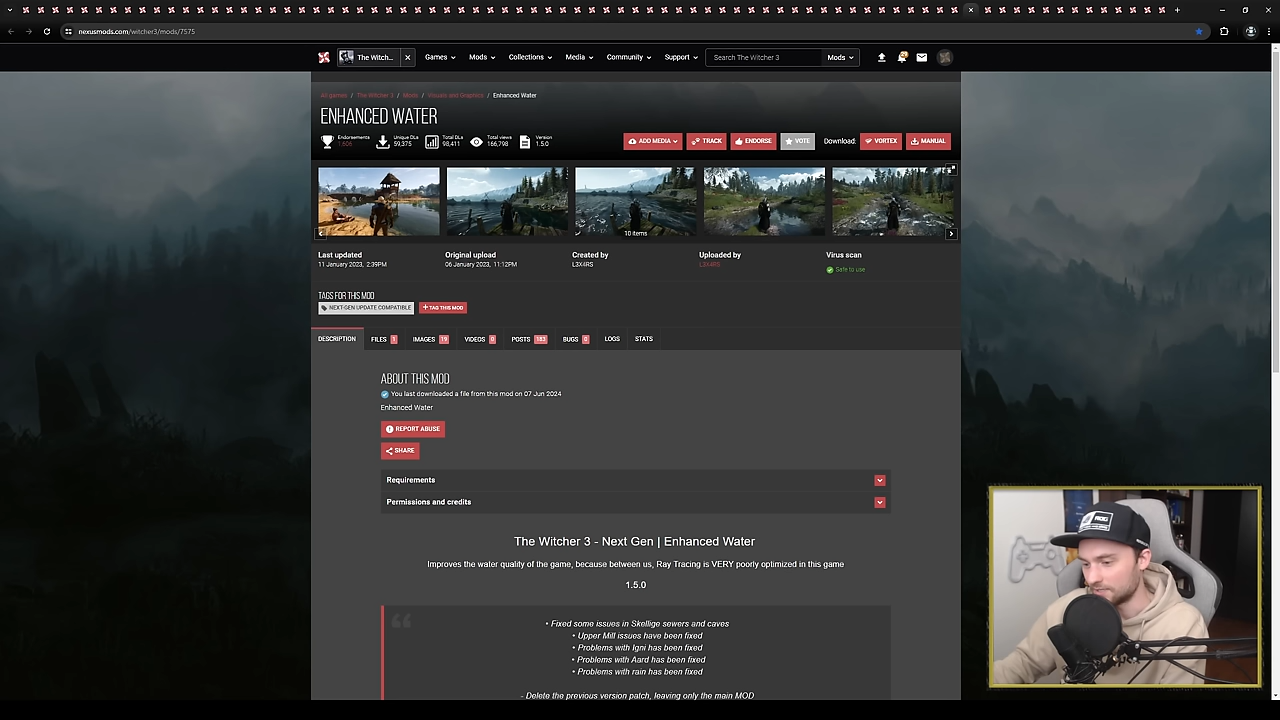 nexusmods.com/witcher3/mods/7575
The Witch...
Games
Mods
Collections
Media
Community
Support
Search The Witcher 3
Mods
All games / The Witcher 3 / Mods / Visuals and Graphics / Enhanced Water
ENHANCED WATER
Endorsements
1,606
Unique DLs
59,375
Total DLs
98,411
Total views
166,798
Version
1.5.0
ADD MEDIA
TRACK
ENDORSE
VOTE
Download:
VORTEX
MANUAL
10 items
Last updated
11 January 2023, 2:39PM
Original upload
06 January 2023, 11:12PM
Created by
L3X4RS
Uploaded by
L3X4RS
Virus scan
Safe to use
TAGS FOR THIS MOD
NEXT-GEN UPDATE COMPATIBLE
+ TAG THIS MOD
DESCRIPTION
FILES 1
IMAGES 19
VIDEOS 0
POSTS 183
BUGS 0
LOGS
STATS
ABOUT THIS MOD
You last downloaded a file from this mod on 07 Jun 2024
Enhanced Water
REPORT ABUSE
SHARE
Requirements
Permissions and credits
The Witcher 3 - Next Gen | Enhanced Water
Improves the water quality of the game, because between us, Ray Tracing is VERY poorly optimized in this game
1.5.0
• Fixed some issues in Skellige sewers and caves
• Upper Mill issues have been fixed
• Problems with Igni has been fixed
• Problems with Aard has been fixed
• Problems with rain has been fixed
- Delete the previous version patch, leaving only the main MOD